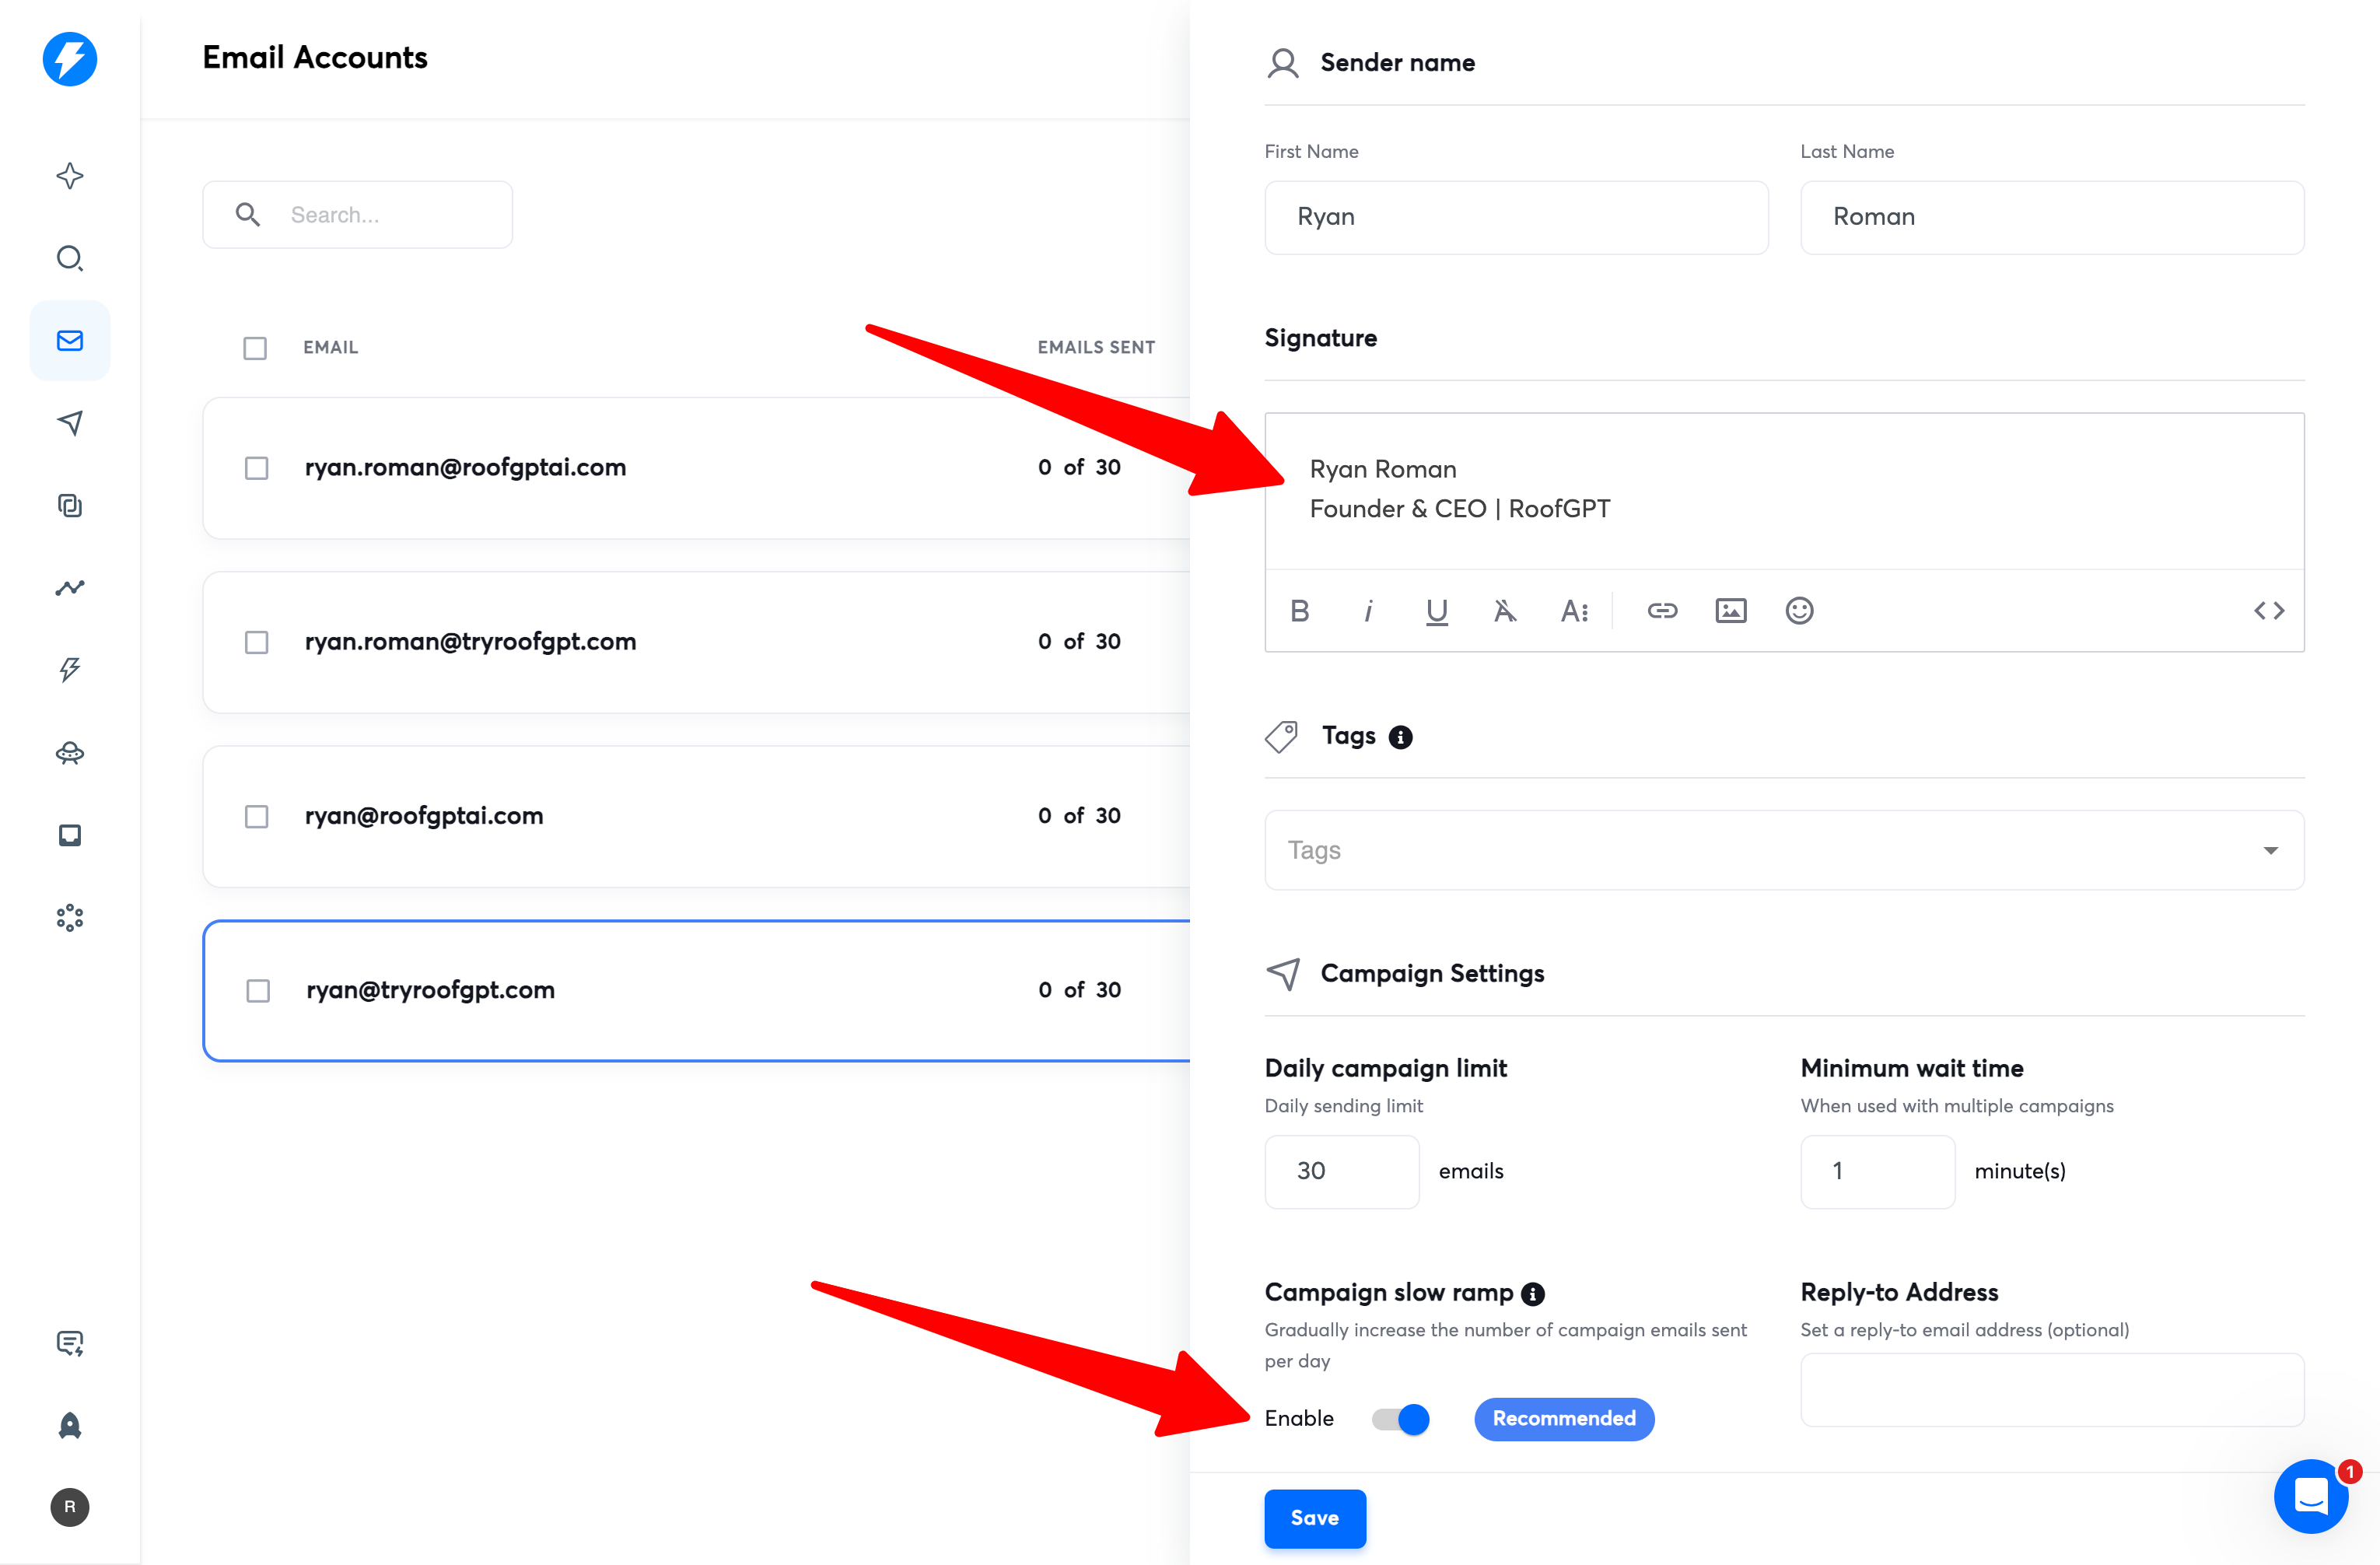 Email Accounts
Search...
EMAIL
EMAILS SENT
ryan.roman@roofgptai.com
0 of 30
ryan.roman@tryroofgpt.com
0 of 30
ryan@roofgptai.com
0 of 30
ryan@tryroofgpt.com
0 of 30
R
Sender name
First Name
Last Name
Ryan
Roman
Signature
Ryan Roman
Founder & CEO | RoofGPT
B i U A A
Tags
Tags
Campaign Settings
Daily campaign limit
Minimum wait time
Daily sending limit
When used with multiple campaigns
30 emails
1 minute(s)
Campaign slow ramp
Reply-to Address
Gradually increase the number of campaign emails sent
per day
Set a reply-to email address (optional)
Enable
Recommended
Save
1